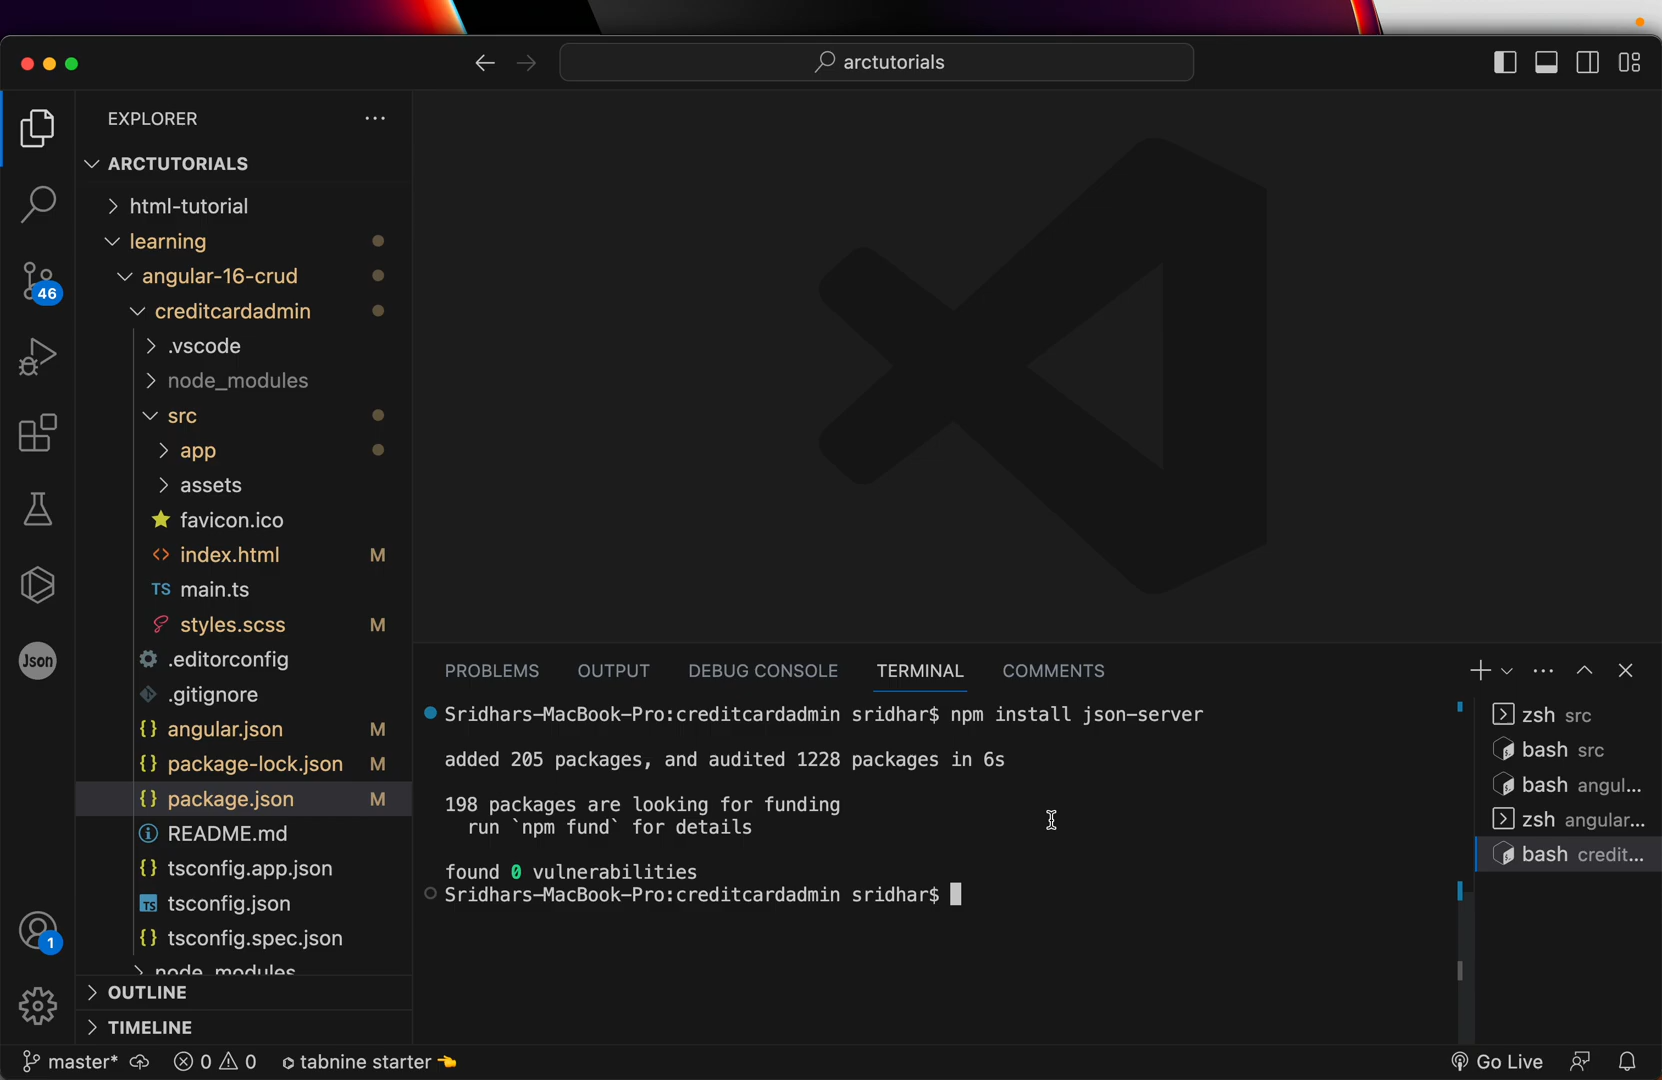 arctutorials
EXPLORER
ARCTUTORIALS
html-tutorial
learning
angular-16-crud
creditcardadmin
.vscode
node_modules
src
app
assets
favicon.ico
<> index.html M
TS main.ts
styles.scss M
.editorconfig
.gitignore
{} angular.json M
{} package-lock.json M
{} package.json M
README.md
{} tsconfig.app.json
TS tsconfig.json
{} tsconfig.spec.json
node_modules
OUTLINE
TIMELINE
46
Json
1
PROBLEMS OUTPUT DEBUG CONSOLE TERMINAL COMMENTS
Sridhars-MacBook-Pro:creditcardadmin sridhar$ npm install json-server
added 205 packages, and audited 1228 packages in 6s
198 packages are looking for funding
run `npm fund` for details
found 0 vulnerabilities
Sridhars-MacBook-Pro:creditcardadmin sridhar$
zsh src
bash src
bash angul...
zsh angular...
bash credit...
master* 0 0 tabnine starter Go Live